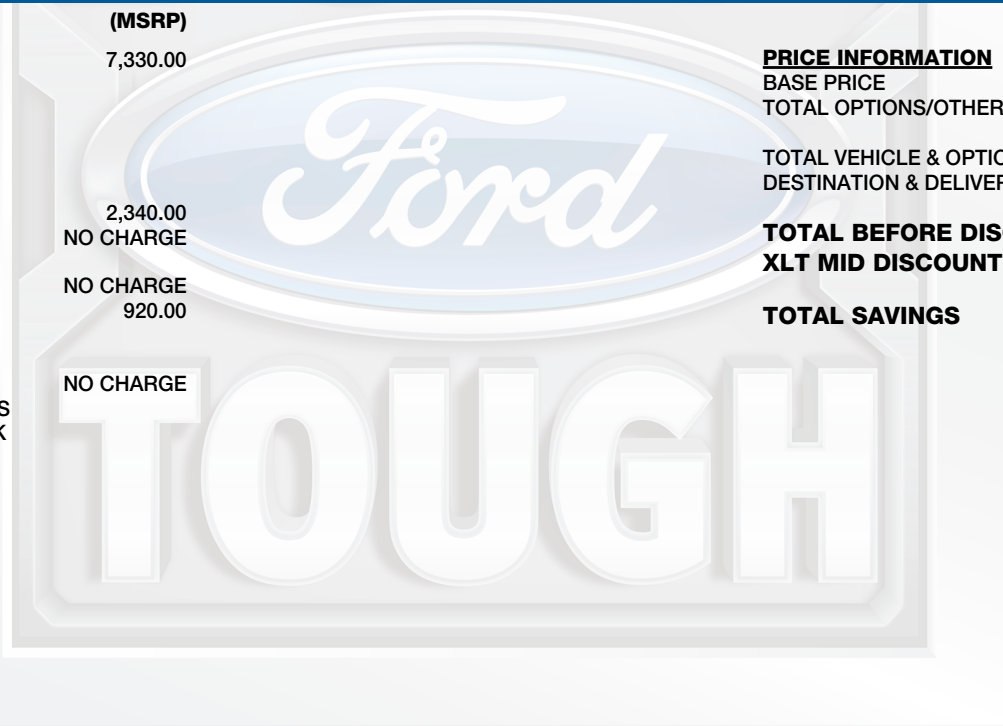 (MSRP)
7,330.00
2,340.00
NO CHARGE
NO CHARGE
920.00
NO CHARGE
S
K
PRICE INFORMATION
BASE PRICE
TOTAL OPTIONS/OTHER
TOTAL VEHICLE & OPTIO
DESTINATION & DELIVER
TOTAL BEFORE DIS
XLT MID DISCOUNT
TOTAL SAVINGS
Ford
TOUGH